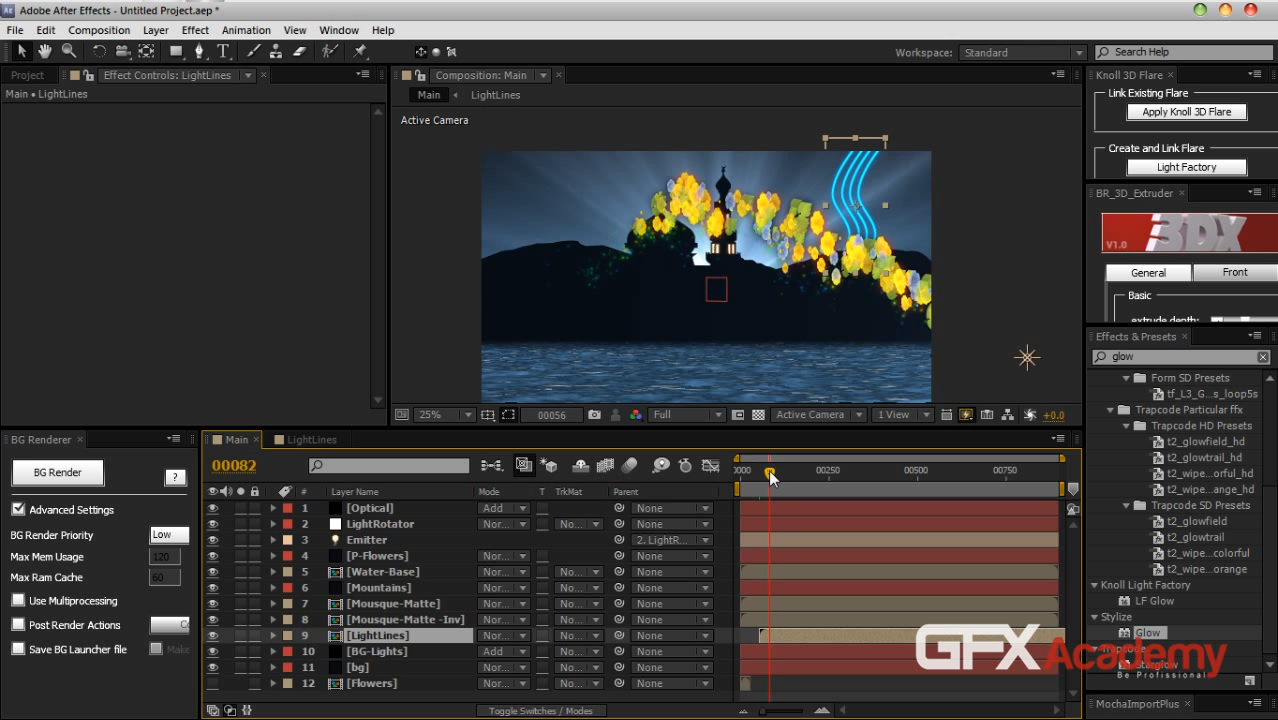 Adobe After Effects - Untitled Project.aep *
File Edit Composition Layer Effect Animation View Window Help
Workspace: Standard Search Help
Project Effect Controls: LightLines
Main • LightLines
Composition: Main
Main LightLines
Active Camera
Knoll 3D Flare
Link Existing Flare
Apply Knoll 3D Flare
Create and Link Flare
Light Factory
BR_3D_Extruder
V1.0 3DX
General Front
Basic
extrude depth:
Effects & Presets
glow
Form SD Presets
tf_L3_G..._loop5s
Trapcode Particular ffx
Trapcode HD Presets
t2_glowfield_hd
t2_glowtrail_hd
t2_wipe...orful_hd
t2_wipe...ange_hd
Trapcode SD Presets
t2_glowfield
t2_glowtrail
t2_wipe...colorful
t2_wipe...orange
Knoll Light Factory
LF Glow
Stylize
Glow
Trapcode
Starglow
MochaImportPlus
25% 00056 Full Active Camera 1 View +0.0
BG Renderer
BG Render ?
Advanced Settings
BG Render Priority Low
Max Mem Usage 120
Max Ram Cache 60
Use Multiprocessing
Post Render Actions
Save BG Launcher file Make
Main LightLines
00082
0000 00250 00500 00750
# Layer Name Mode T TrkMat Parent
1 [Optical] Add None
2 LightRotator Nor... No... None
3 Emitter 2. LightR...
4 [P-Flowers] Nor... None
5 [Water-Base] Nor... No... None
6 [Mountains] Nor... No... None
7 [Mousque-Matte] Nor... No... None
8 [Mousque-Matte -Inv] Nor... No... None
9 [LightLines] Nor... No... None
10 [BG-Lights] Add No... None
11 [bg] Nor... No... None
12 [Flowers] Nor... No... None
Toggle Switches / Modes
GFXAcademy
Be Profissional